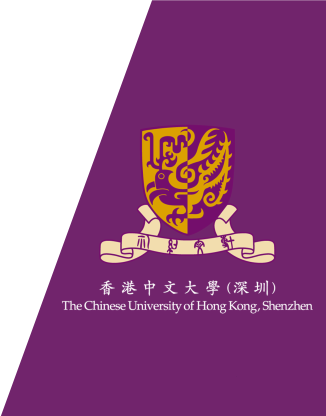 香港中文大學(深圳)
The Chinese University of Hong Kong, Shenzhen